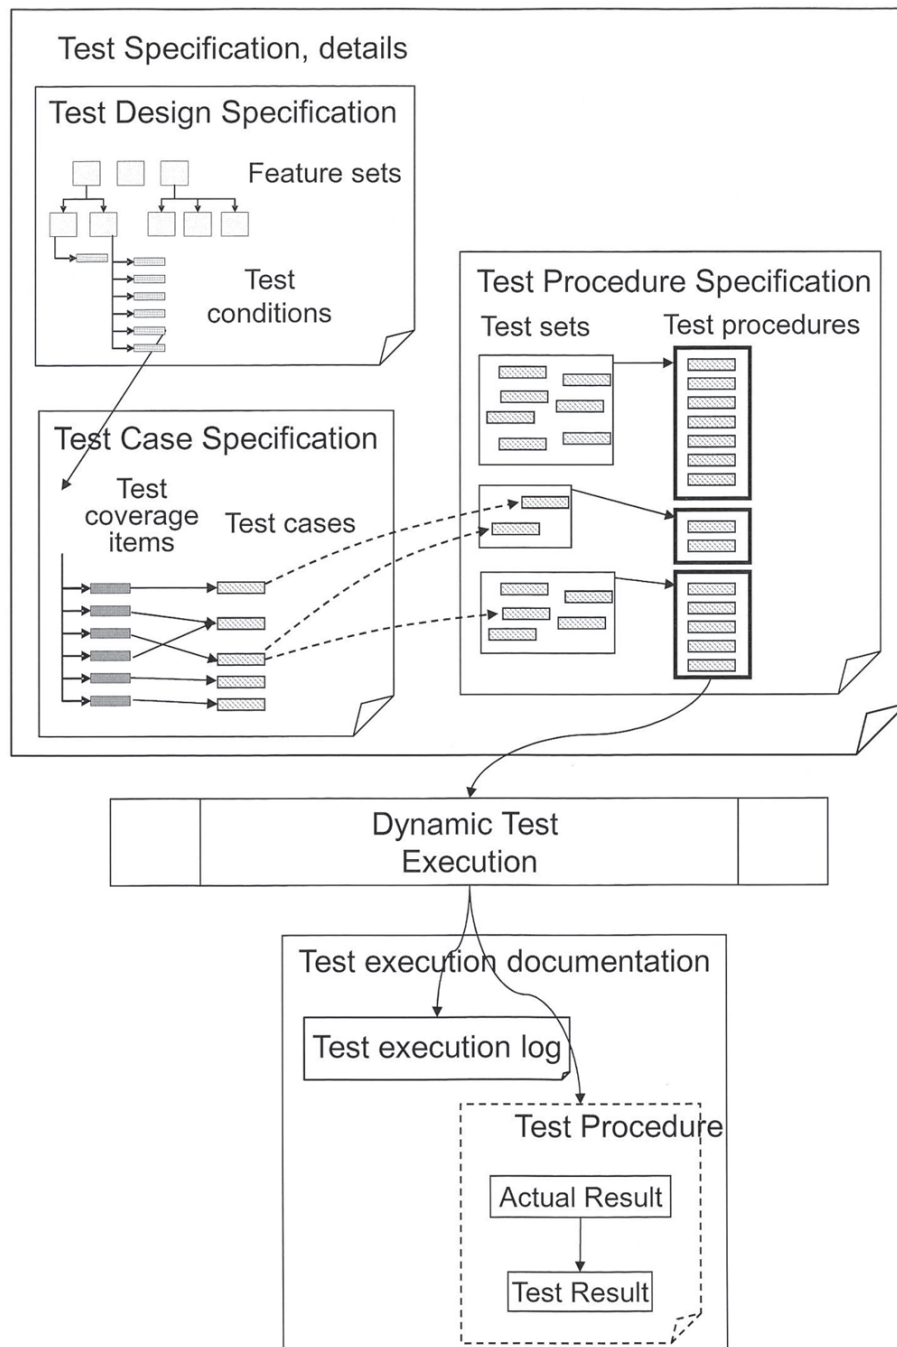 Test Specification, details
Test Design Specification
Feature sets
Test
conditions
Test Case Specification
Test
coverage
items
Test cases
Test Procedure Specification
Test sets
Test procedures
Dynamic Test
Execution
Test execution documentation
Test execution log
Test Procedure
Actual Result
Test Result